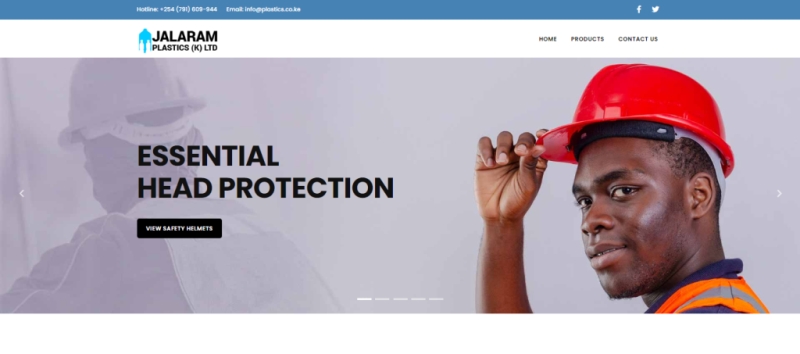 Hotline: +254 (791) 609-944 Email: info@plastics.co.ke
JALARAM
PLASTICS (K) LTD
HOME PRODUCTS CONTACT US
ESSENTIAL
HEAD PROTECTION
VIEW SAFETY HELMETS